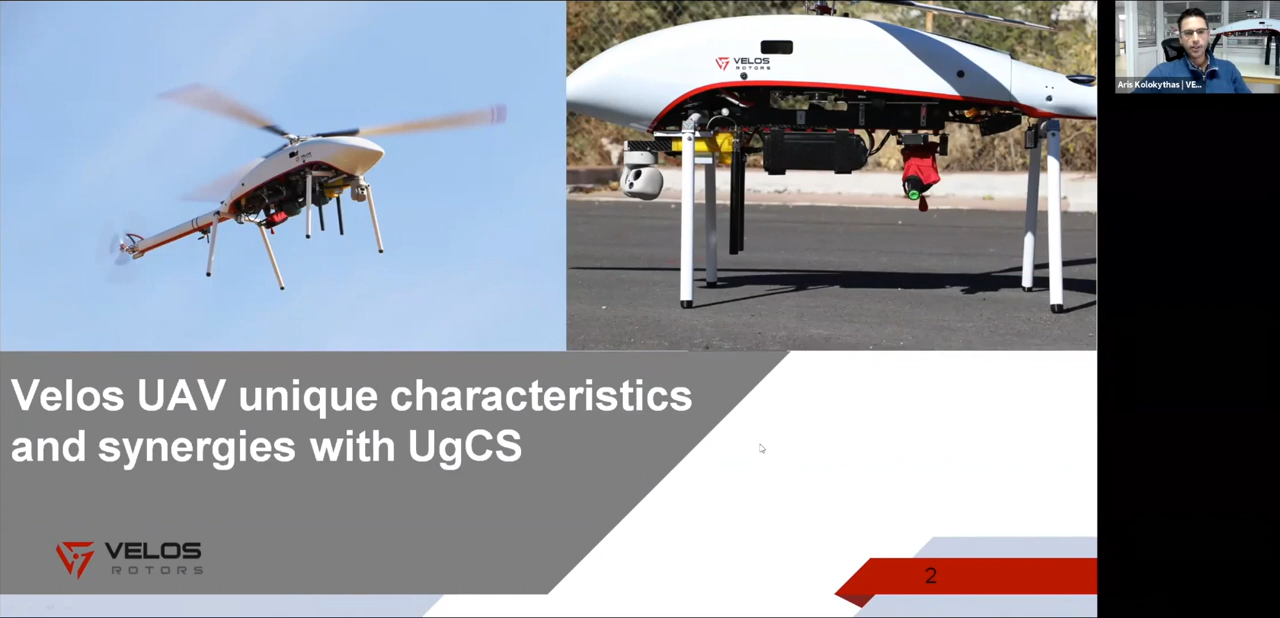 VELOS
ROTORS
Aris Kolokythas | VE...
Velos UAV unique characteristics
and synergies with UgCS
VELOS
ROTORS
2